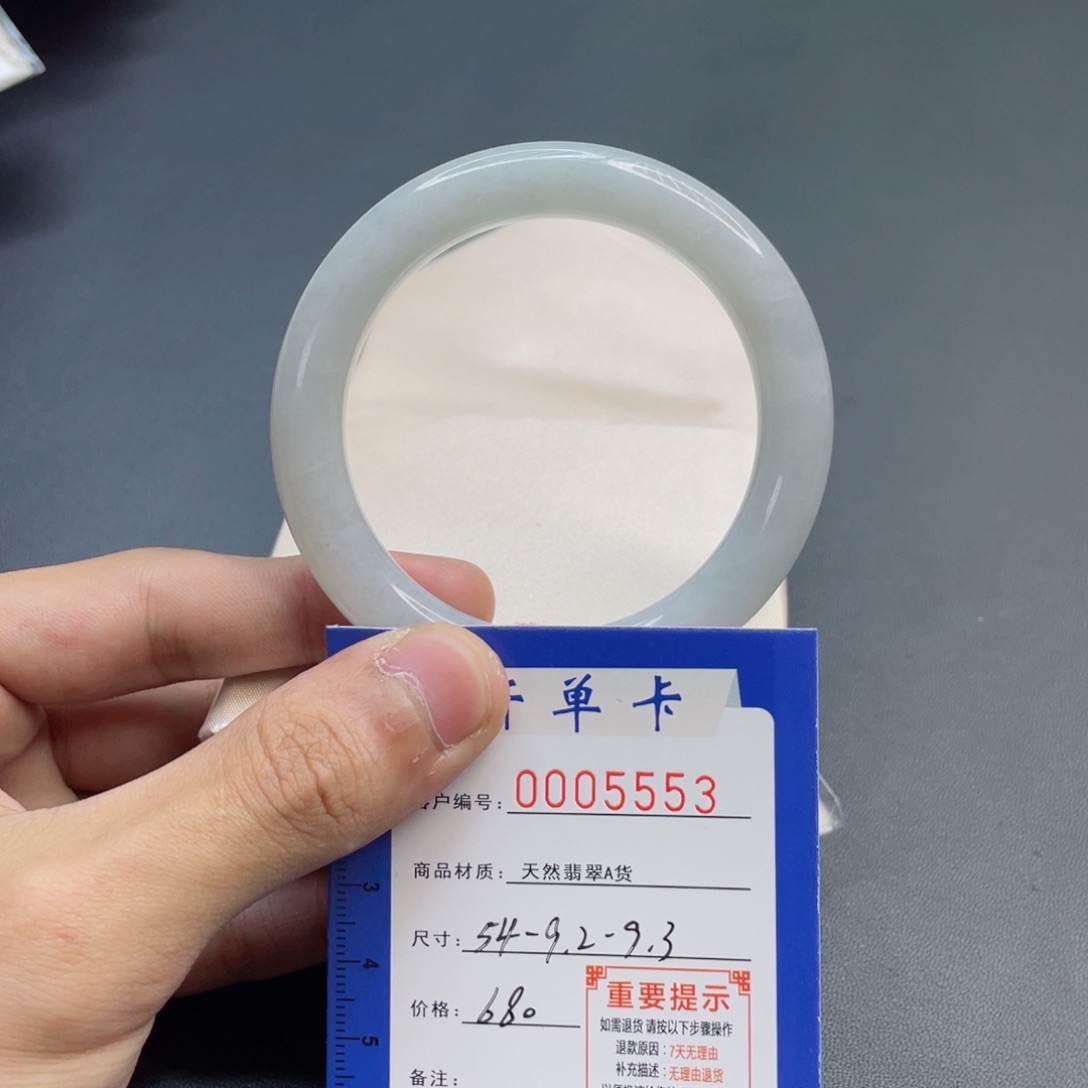 单卡
户编号：0005553
商品材质：天然翡翠A货
尺寸：54-9.2-9.3
价格：680
重要提示
如需退货 请按以下步骤操作
退款原因：7天无理由
补充描述：无理由退货
备注：
3
4
5